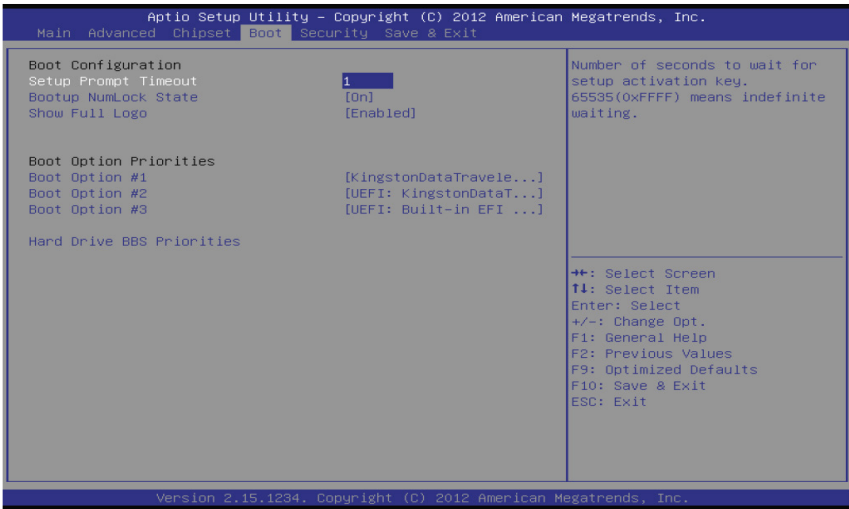 Aptio Setup Utility – Copyright (C) 2012 American Megatrends, Inc.
Main Advanced Chipset Boot Security Save & Exit
Boot Configuration
Setup Prompt Timeout 1
Bootup NumLock State [On]
Show Full Logo [Enabled]
Boot Option Priorities
Boot Option #1 [KingstonDataTravele...]
Boot Option #2 [UEFI: KingstonDataT...]
Boot Option #3 [UEFI: Built-in EFI ...]
Hard Drive BBS Priorities
Number of seconds to wait for
setup activation key.
65535(0xFFFF) means indefinite
waiting.
→←: Select Screen
↑↓: Select Item
Enter: Select
+/-: Change Opt.
F1: General Help
F2: Previous Values
F9: Optimized Defaults
F10: Save & Exit
ESC: Exit
Version 2.15.1234. Copyright (C) 2012 American Megatrends, Inc.